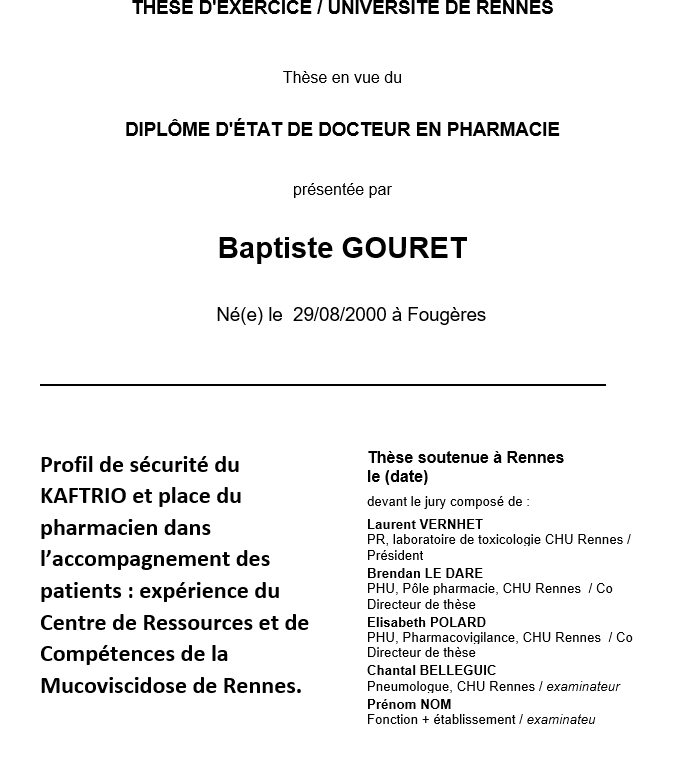 THÈSE D'EXERCICE / UNIVERSITÉ DE RENNES
Thèse en vue du
DIPLÔME D'ÉTAT DE DOCTEUR EN PHARMACIE
présentée par
Baptiste GOURET
Né(e) le 29/08/2000 à Fougères
Profil de sécurité du
KAFTRIO et place du
pharmacien dans
l’accompagnement des
patients : expérience du
Centre de Ressources et de
Compétences de la
Mucoviscidose de Rennes.
Thèse soutenue à Rennes
le (date)
devant le jury composé de :
Laurent VERNHET
PR, laboratoire de toxicologie CHU Rennes /
Président
Brendan LE DARE
PHU, Pôle pharmacie, CHU Rennes / Co
Directeur de thèse
Elisabeth POLARD
PHU, Pharmacovigilance, CHU Rennes / Co
Directeur de thèse
Chantal BELLEGUIC
Pneumologue, CHU Rennes / examinateur
Prénom NOM
Fonction + établissement / examinateu